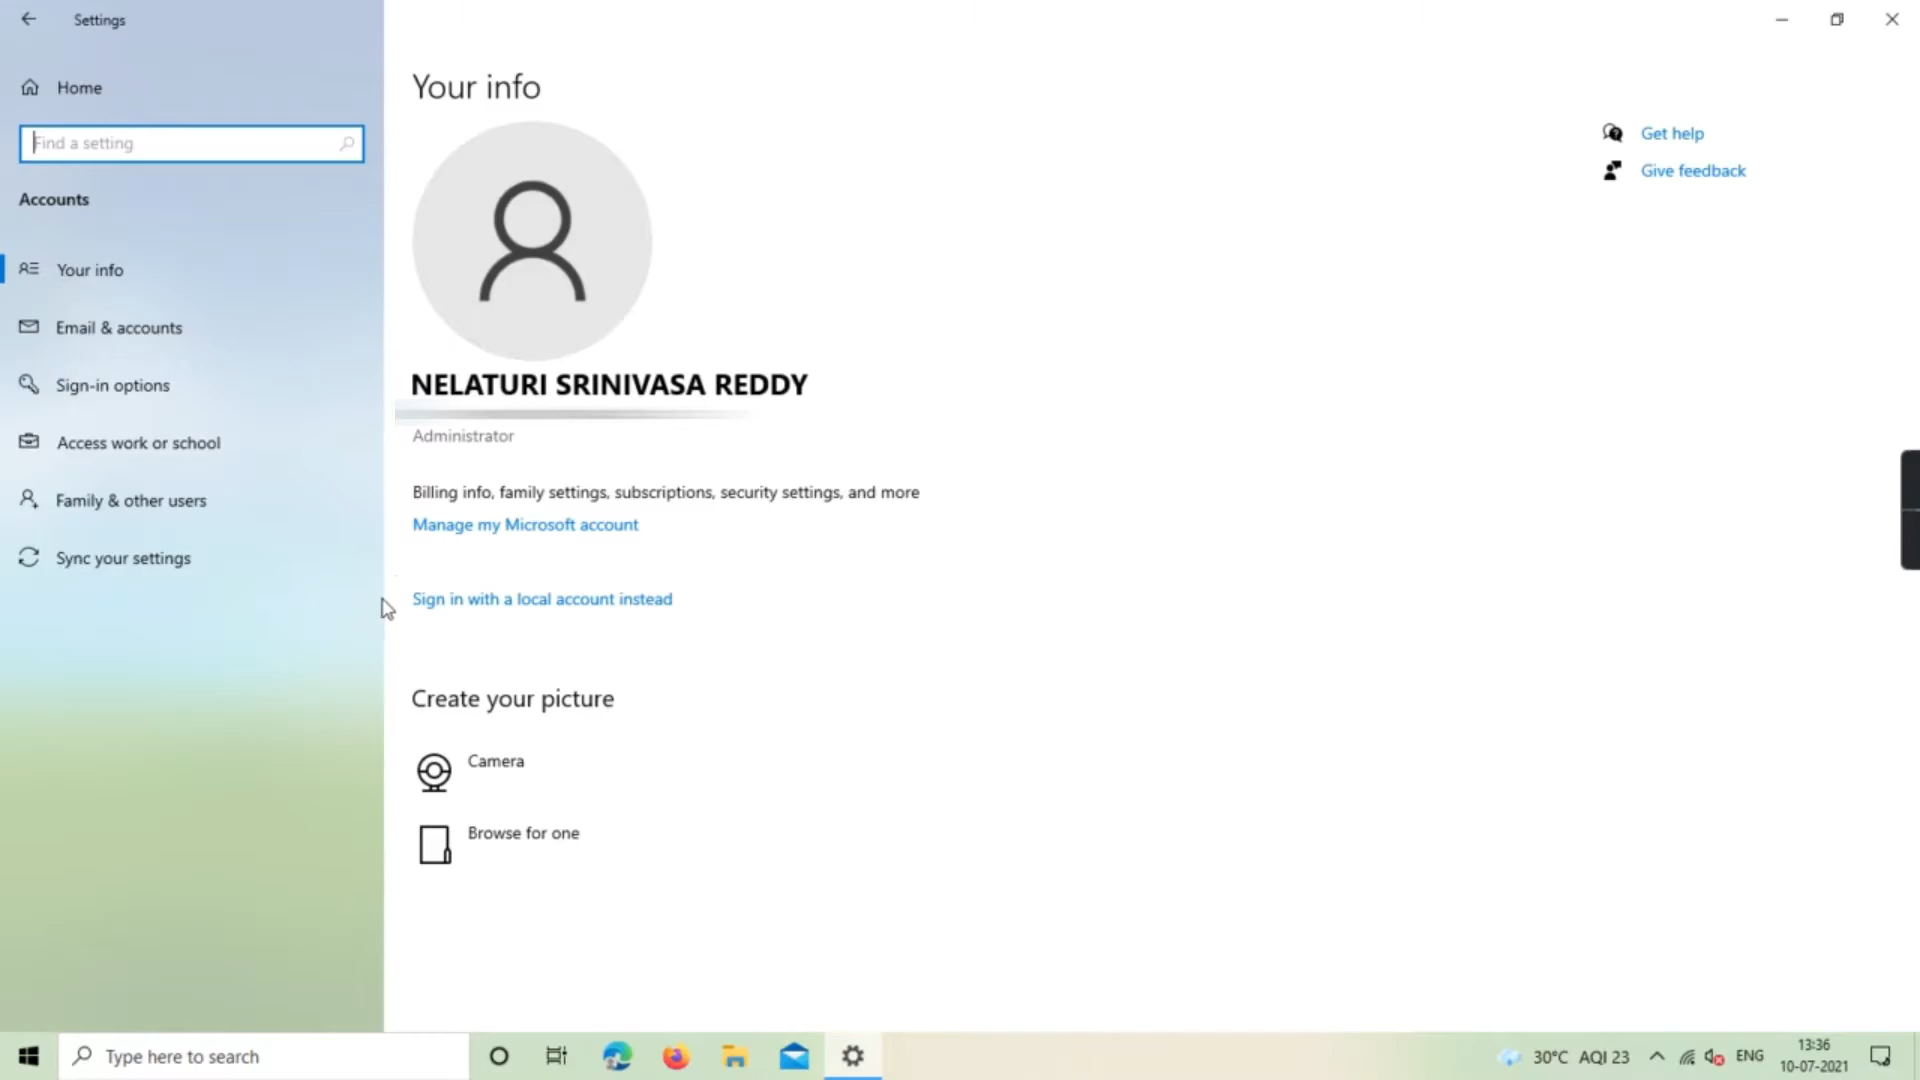 Settings
Home
Find a setting
Accounts
Your info
Email & accounts
Sign-in options
Access work or school
Family & other users
Sync your settings
Your info
NELATURI SRINIVASA REDDY
Administrator
Billing info, family settings, subscriptions, security settings, and more
Manage my Microsoft account
Sign in with a local account instead
Create your picture
Camera
Browse for one
Get help
Give feedback
Type here to search
30°C AQI 23
ENG
13:36
10-07-2021